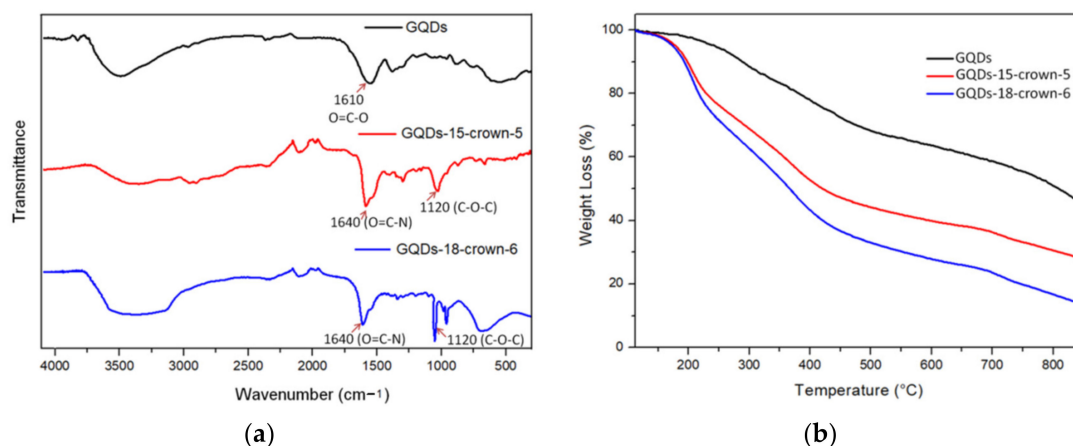 GQDs
1610
O=C-O
GQDs-15-crown-5
1640 (O=C-N)
1120 (C-O-C)
GQDs-18-crown-6
1640 (O=C-N)
1120 (C-O-C)
Transmittance
4000 3500 3000 2500 2000 1500 1000 500
Wavenumber (cm−1)
(a)
100
80
60
40
20
0
Weight Loss (%)
GQDs
GQDs-15-crown-5
GQDs-18-crown-6
200 300 400 500 600 700 800
Temperature (°C)
(b)